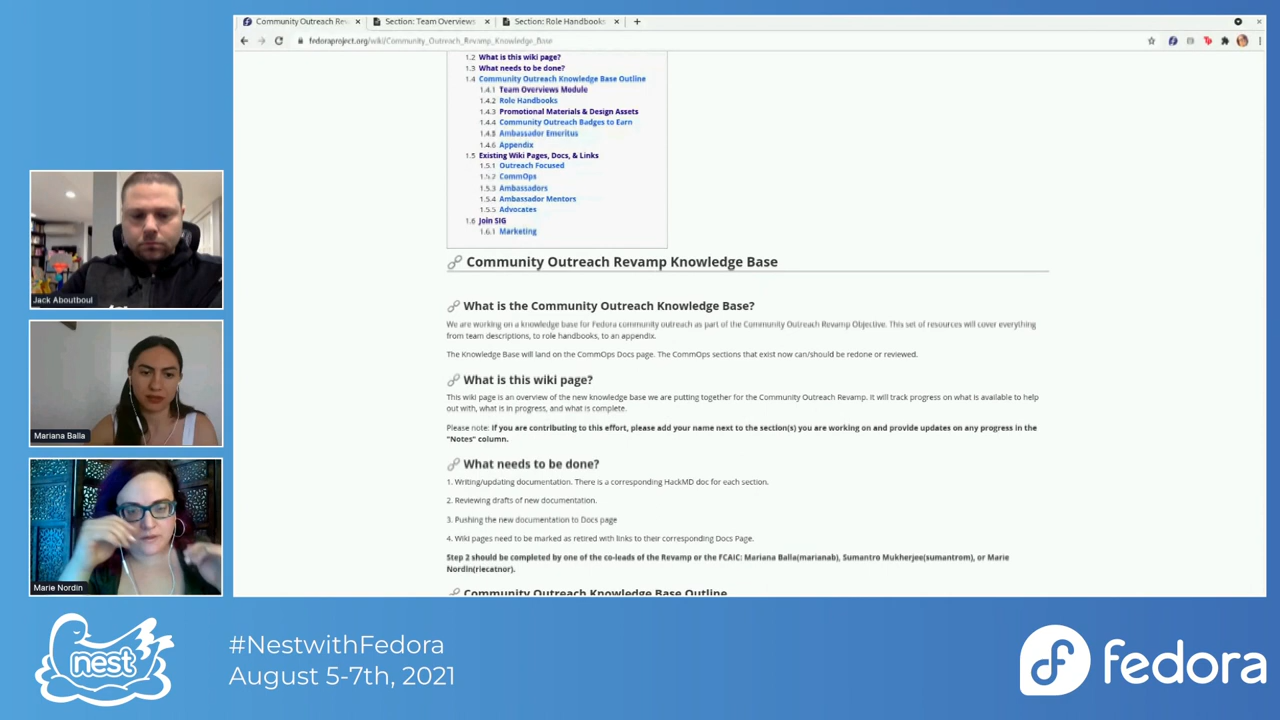 Community Outreach Rev
Section: Team Overviews
Section: Role Handbooks
fedoraproject.org/wiki/Community_Outreach_Revamp_Knowledge_Base
1.2 What is this wiki page?
1.3 What needs to be done?
1.4 Community Outreach Knowledge Base Outline
1.4.1 Team Overviews Module
1.4.2 Role Handbooks
1.4.3 Promotional Materials & Design Assets
1.4.4 Community Outreach Badges to Earn
1.4.5 Ambassador Emeritus
1.4.6 Appendix
1.5 Existing Wiki Pages, Docs, & Links
1.5.1 Outreach Focused
1.5.2 CommOps
1.5.3 Ambassadors
1.5.4 Ambassador Mentors
1.5.5 Advocates
1.6 Join SIG
1.6.1 Marketing
Community Outreach Revamp Knowledge Base
What is the Community Outreach Knowledge Base?
We are working on a knowledge base for Fedora community outreach as part of the Community Outreach Revamp Objective. This set of resources will cover everything
from team descriptions, to role handbooks, to an appendix.
The Knowledge Base will land on the CommOps Docs page. The CommOps sections that exist now can/should be redone or reviewed.
What is this wiki page?
This wiki page is an overview of the new knowledge base we are putting together for the Community Outreach Revamp. It will track progress on what is available to help
out with, what is in progress, and what is complete.
Please note: If you are contributing to this effort, please add your name next to the section(s) you are working on and provide updates on any progress in the
"Notes" column.
What needs to be done?
1. Writing/updating documentation. There is a corresponding HackMD doc for each section.
2. Reviewing drafts of new documentation.
3. Pushing the new documentation to Docs page
4. Wiki pages need to be marked as retired with links to their corresponding Docs Page.
Step 2 should be completed by one of the co-leads of the Revamp or the FCAIC: Mariana Balla(marianab), Sumantro Mukherjee(sumantrom), or Marie
Nordin(riecatnor).
Community Outreach Knowledge Base Outline
Jack Aboutboul
Mariana Balla
Marie Nordin
nest
#NestwithFedora
August 5-7th, 2021
fedora